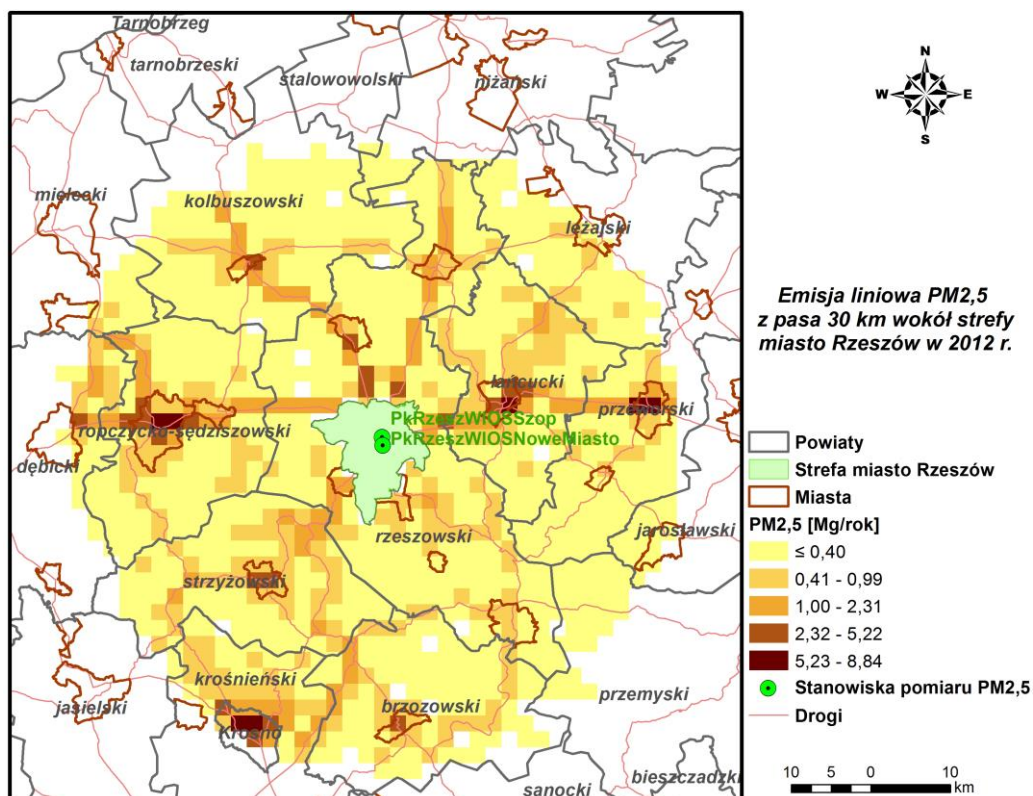 Tarnobrzeg
tarnobrzeski
stalowowolski
niżański
mielecki
kolbuszowski
leżajski
łańcucki
przeworski
PkRzeszWIOSSzop
ropczycko-sędziszowski
PkRzeszWIOSNoweMiasto
dębicki
rzeszowski
jarosławski
strzyżowski
krośnieński
jasielski
Krosno
brzozowski
przemyski
bieszczadzki
sanocki
N
W
E
S
Emisja liniowa PM2,5
z pasa 30 km wokół strefy
miasto Rzeszów w 2012 r.
Powiaty
Strefa miasto Rzeszów
Miasta
PM2,5 [Mg/rok]
≤ 0,40
0,41 - 0,99
1,00 - 2,31
2,32 - 5,22
5,23 - 8,84
Stanowiska pomiaru PM2,5
Drogi
10 5 0 10
km